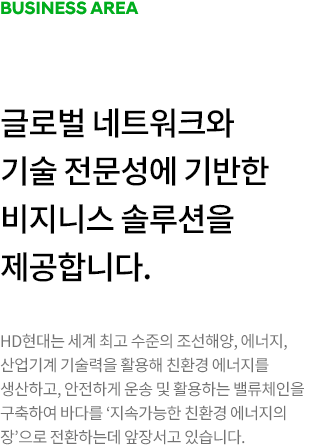 BUSINESS AREA
글로벌 네트워크와
기술 전문성에 기반한
비지니스 솔루션을
제공합니다.
HD현대는 세계 최고 수준의 조선해양, 에너지,
산업기계 기술력을 활용해 친환경 에너지를
생산하고, 안전하게 운송 및 활용하는 밸류체인을
구축하여 바다를 ‘지속가능한 친환경 에너지의
장’으로 전환하는데 앞장서고 있습니다.